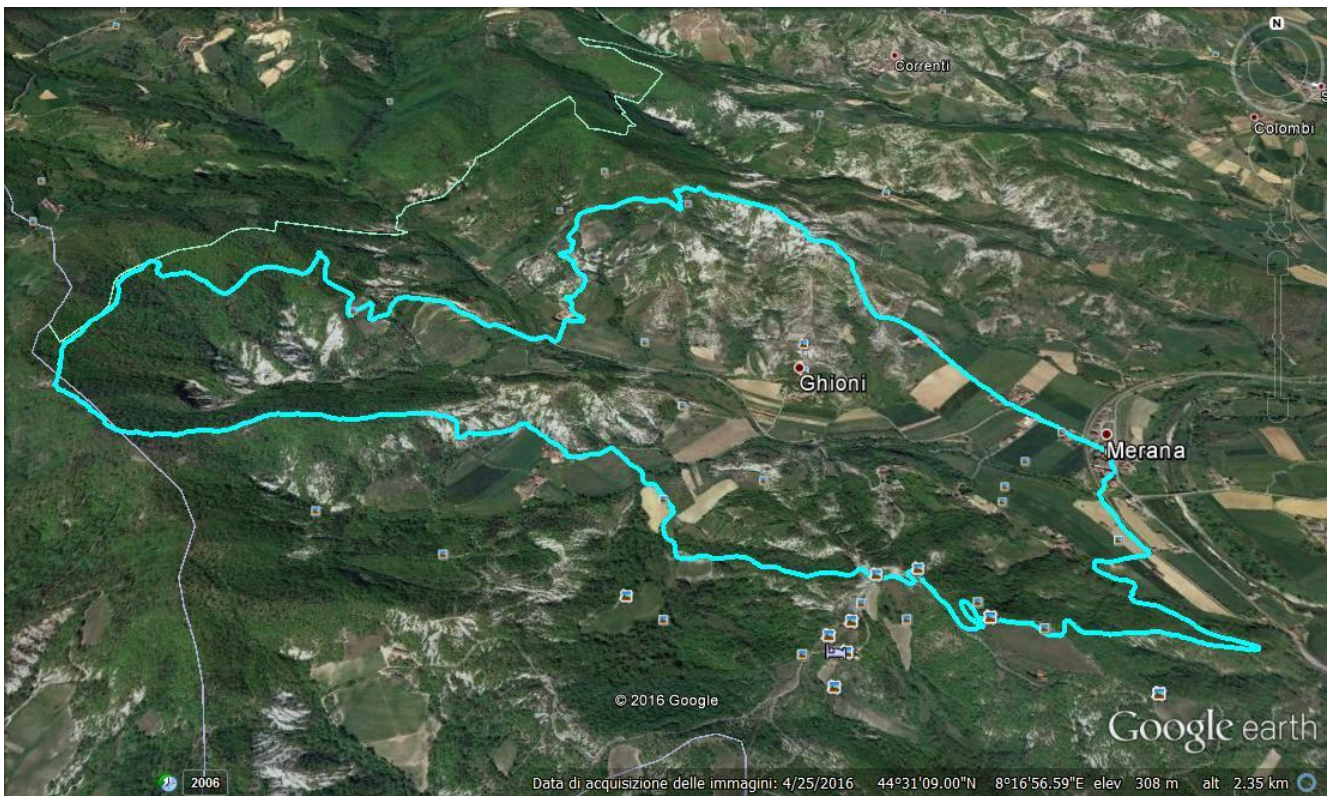 N
Correnti
S
Colombi
Ghioni
Merana
© 2016 Google
Google earth
2006
Data di acquisizione delle immagini: 4/25/2016 44°31'09.00"N 8°16'56.59"E elev 308 m alt 2.35 km